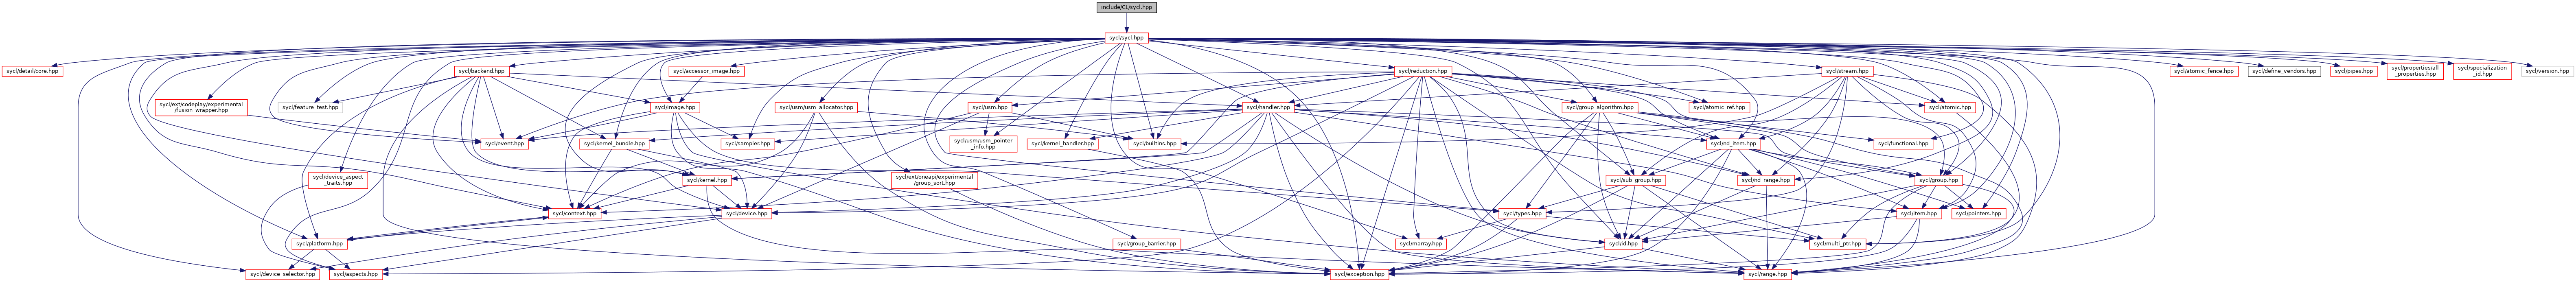 include/CL/sycl.hpp
sycl/sycl.hpp
sycl/detail/core.hpp
sycl/backend.hpp
sycl/accessor_image.hpp
sycl/reduction.hpp
sycl/stream.hpp
sycl/atomic_fence.hpp
sycl/define_vendors.hpp
sycl/pipes.hpp
sycl/properties/all
_properties.hpp
sycl/specialization
_id.hpp
sycl/version.hpp
sycl/ext/codeplay/experimental
/fusion_wrapper.hpp
sycl/feature_test.hpp
sycl/image.hpp
sycl/usm/usm_allocator.hpp
sycl/usm.hpp
sycl/handler.hpp
sycl/group_algorithm.hpp
sycl/atomic_ref.hpp
sycl/atomic.hpp
sycl/event.hpp
sycl/kernel_bundle.hpp
sycl/sampler.hpp
sycl/usm/usm_pointer
_info.hpp
sycl/kernel_handler.hpp
sycl/builtins.hpp
sycl/nd_item.hpp
sycl/functional.hpp
sycl/device_aspect
_traits.hpp
sycl/kernel.hpp
sycl/ext/oneapi/experimental
/group_sort.hpp
sycl/sub_group.hpp
sycl/nd_range.hpp
sycl/group.hpp
sycl/context.hpp
sycl/device.hpp
sycl/types.hpp
sycl/item.hpp
sycl/pointers.hpp
sycl/platform.hpp
sycl/group_barrier.hpp
sycl/marray.hpp
sycl/id.hpp
sycl/multi_ptr.hpp
sycl/device_selector.hpp
sycl/aspects.hpp
sycl/exception.hpp
sycl/range.hpp